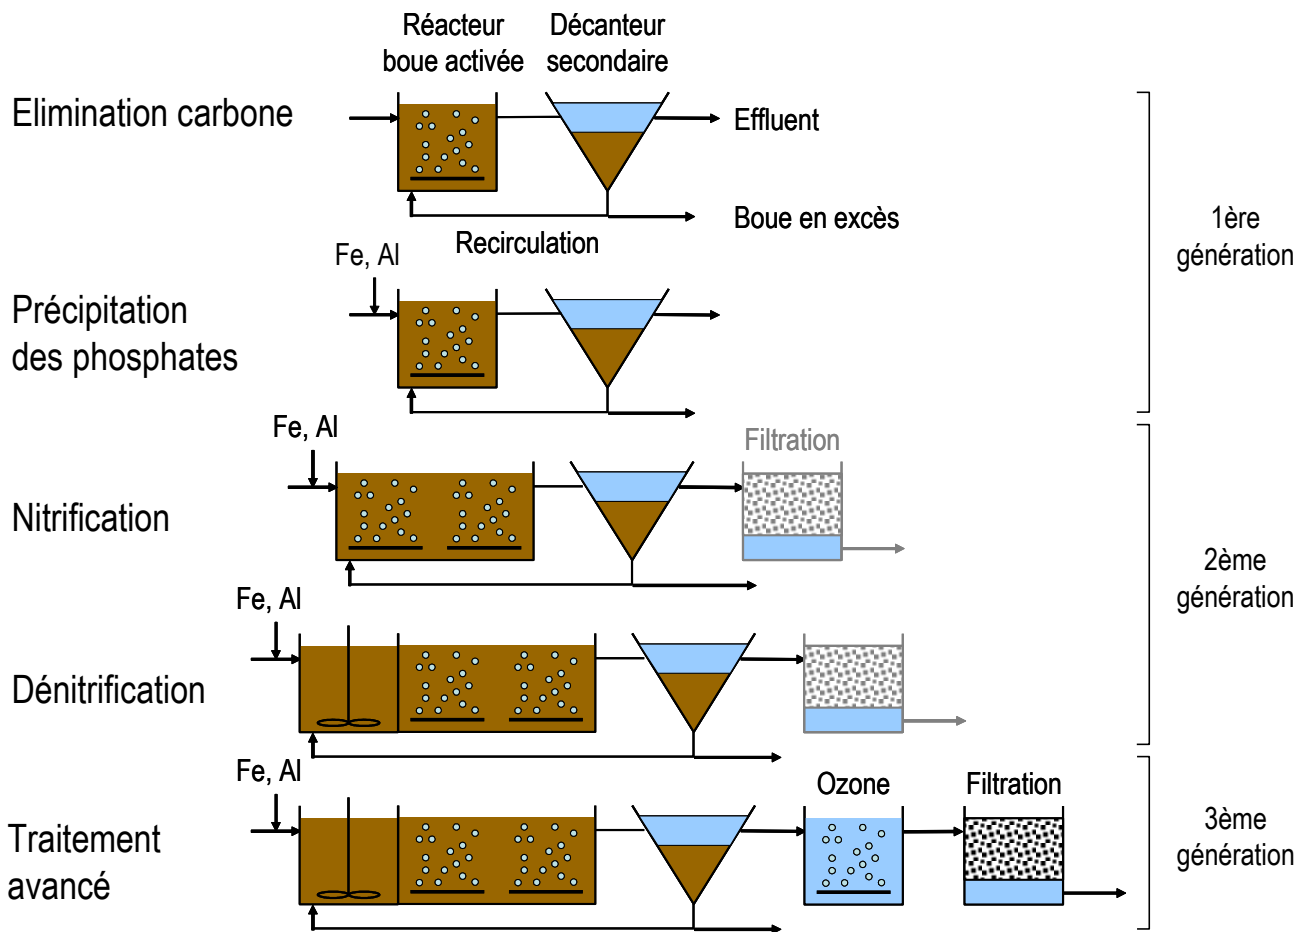 Réacteur
boue activée
Décanteur
secondaire
Elimination carbone
Effluent
Boue en excès
Recirculation
1ère
génération
Fe, Al
Précipitation
des phosphates
Fe, Al
Filtration
Nitrification
2ème
génération
Fe, Al
Dénitrification
Fe, Al
Ozone
Filtration
Traitement
avancé
3ème
génération